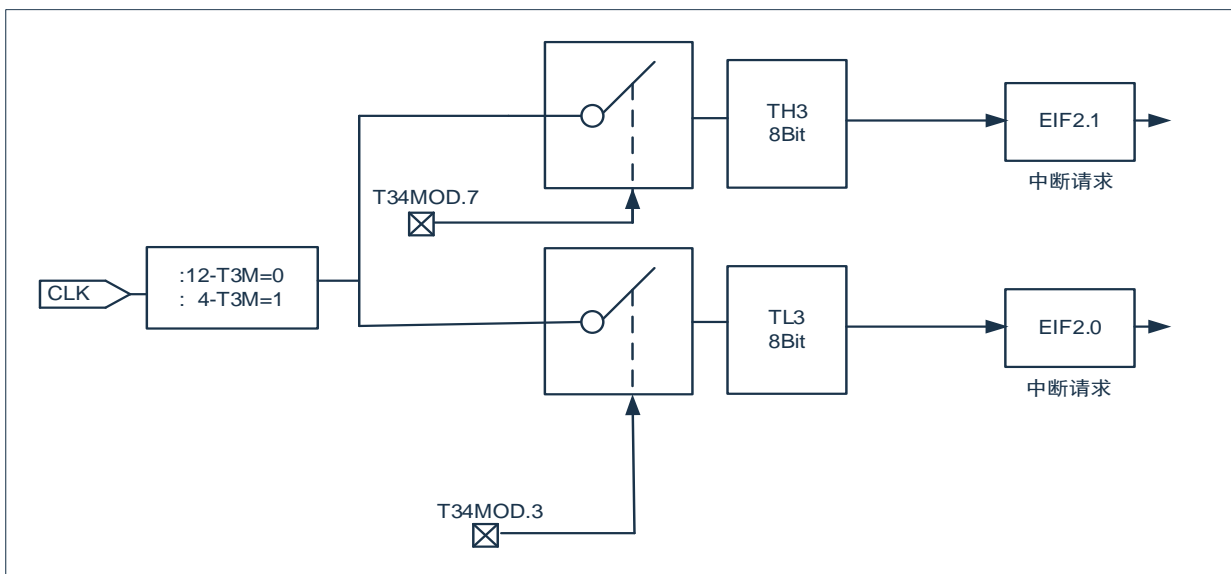 TH3
8Bit
EIF2.1
中断请求
T34MOD.7
CLK
:12-T3M=0
: 4-T3M=1
TL3
8Bit
EIF2.0
中断请求
T34MOD.3